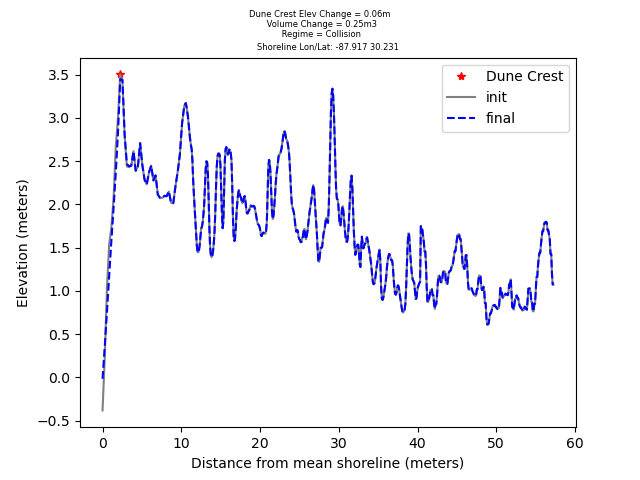 Dune Crest Elev Change = 0.06m
Volume Change = 0.25m3
Regime = Collision
Shoreline Lon/Lat: -87.917 30.231
Dune Crest
init
final
Elevation (meters)
3.5
3.0
2.5
2.0
1.5
1.0
0.5
0.0
−0.5
0 10 20 30 40 50 60
Distance from mean shoreline (meters)